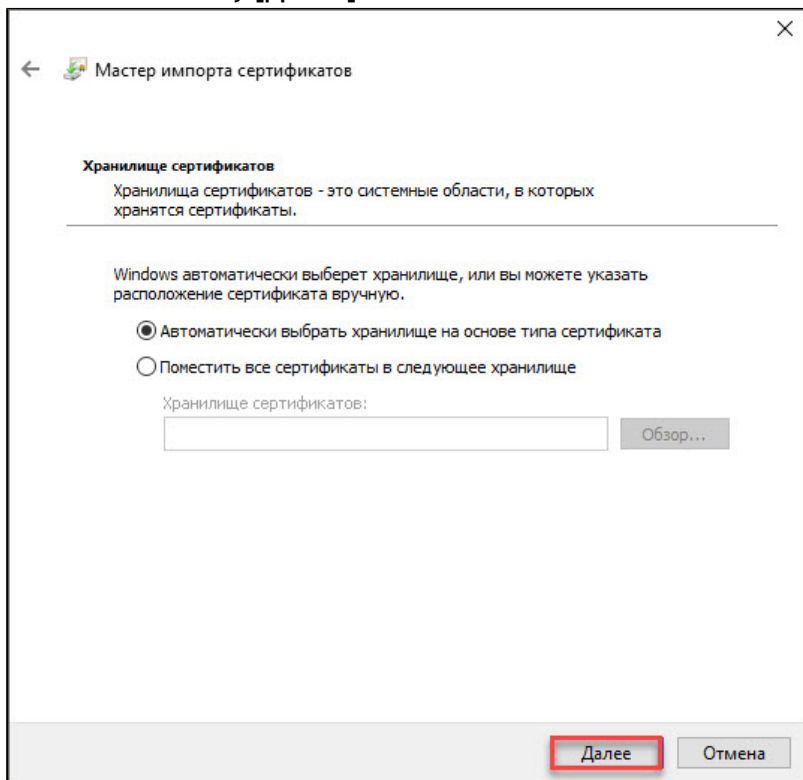 Мастер импорта сертификатов
Хранилище сертификатов
Хранилища сертификатов - это системные области, в которых
хранятся сертификаты.
Windows автоматически выберет хранилище, или вы можете указать
расположение сертификата вручную.
Автоматически выбрать хранилище на основе типа сертификата
Поместить все сертификаты в следующее хранилище
Хранилище сертификатов:
Обзор...
Далее
Отмена